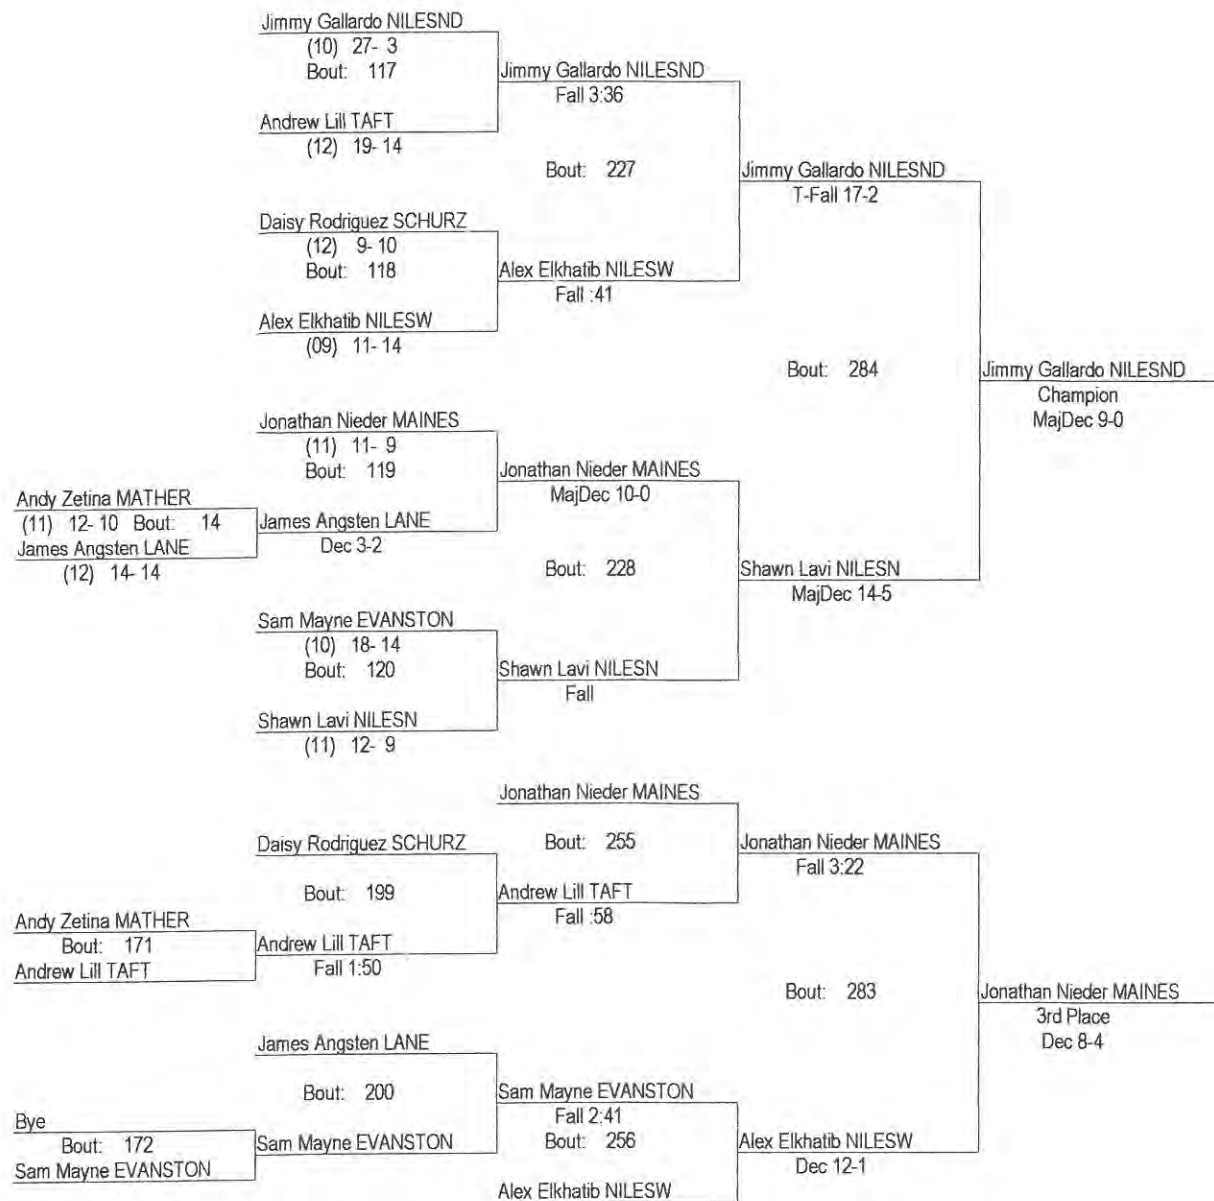 Jimmy Gallardo NILESND
(10) 27- 3
Bout: 117
Jimmy Gallardo NILESND
Fall 3:36
Andrew Lill TAFT
(12) 19- 14
Bout: 227
Jimmy Gallardo NILESND
T-Fall 17-2
Daisy Rodriguez SCHURZ
(12) 9- 10
Bout: 118
Alex Elkhatib NILESW
Fall :41
Alex Elkhatib NILESW
(09) 11- 14
Bout: 284
Jimmy Gallardo NILESND
Champion
MajDec 9-0
Jonathan Nieder MAINES
(11) 11- 9
Bout: 119
Jonathan Nieder MAINES
MajDec 10-0
Andy Zetina MATHER
(11) 12- 10 Bout: 14
James Angsten LANE
Dec 3-2
James Angsten LANE
(12) 14- 14
Bout: 228
Shawn Lavi NILESN
MajDec 14-5
Sam Mayne EVANSTON
(10) 18- 14
Bout: 120
Shawn Lavi NILESN
Fall
Shawn Lavi NILESN
(11) 12- 9
Jonathan Nieder MAINES
Daisy Rodriguez SCHURZ
Bout: 255
Jonathan Nieder MAINES
Fall 3:22
Bout: 199
Andrew Lill TAFT
Fall :58
Andy Zetina MATHER
Bout: 171
Andrew Lill TAFT
Fall 1:50
Andrew Lill TAFT
Bout: 283
Jonathan Nieder MAINES
3rd Place
Dec 8-4
James Angsten LANE
Bout: 200
Sam Mayne EVANSTON
Fall 2:41
Bye
Bout: 172
Sam Mayne EVANSTON
Bout: 256
Alex Elkhatib NILESW
Dec 12-1
Sam Mayne EVANSTON
Alex Elkhatib NILESW